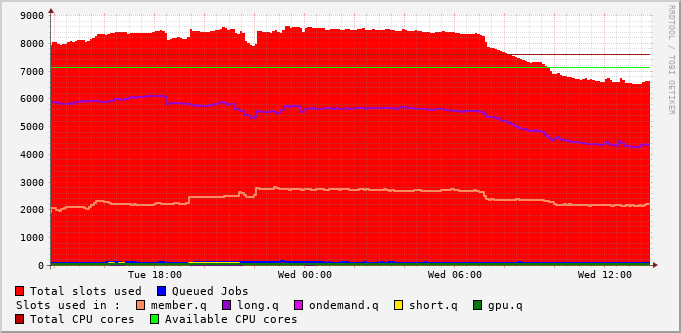 9000
8000
7000
6000
5000
4000
3000
2000
1000
0
Tue 18:00 Wed 00:00 Wed 06:00 Wed 12:00
RRDTOOL / TOBI OETIKER
Total slots used Queued Jobs
Slots used in : member.q long.q ondemand.q short.q gpu.q
Total CPU cores Available CPU cores